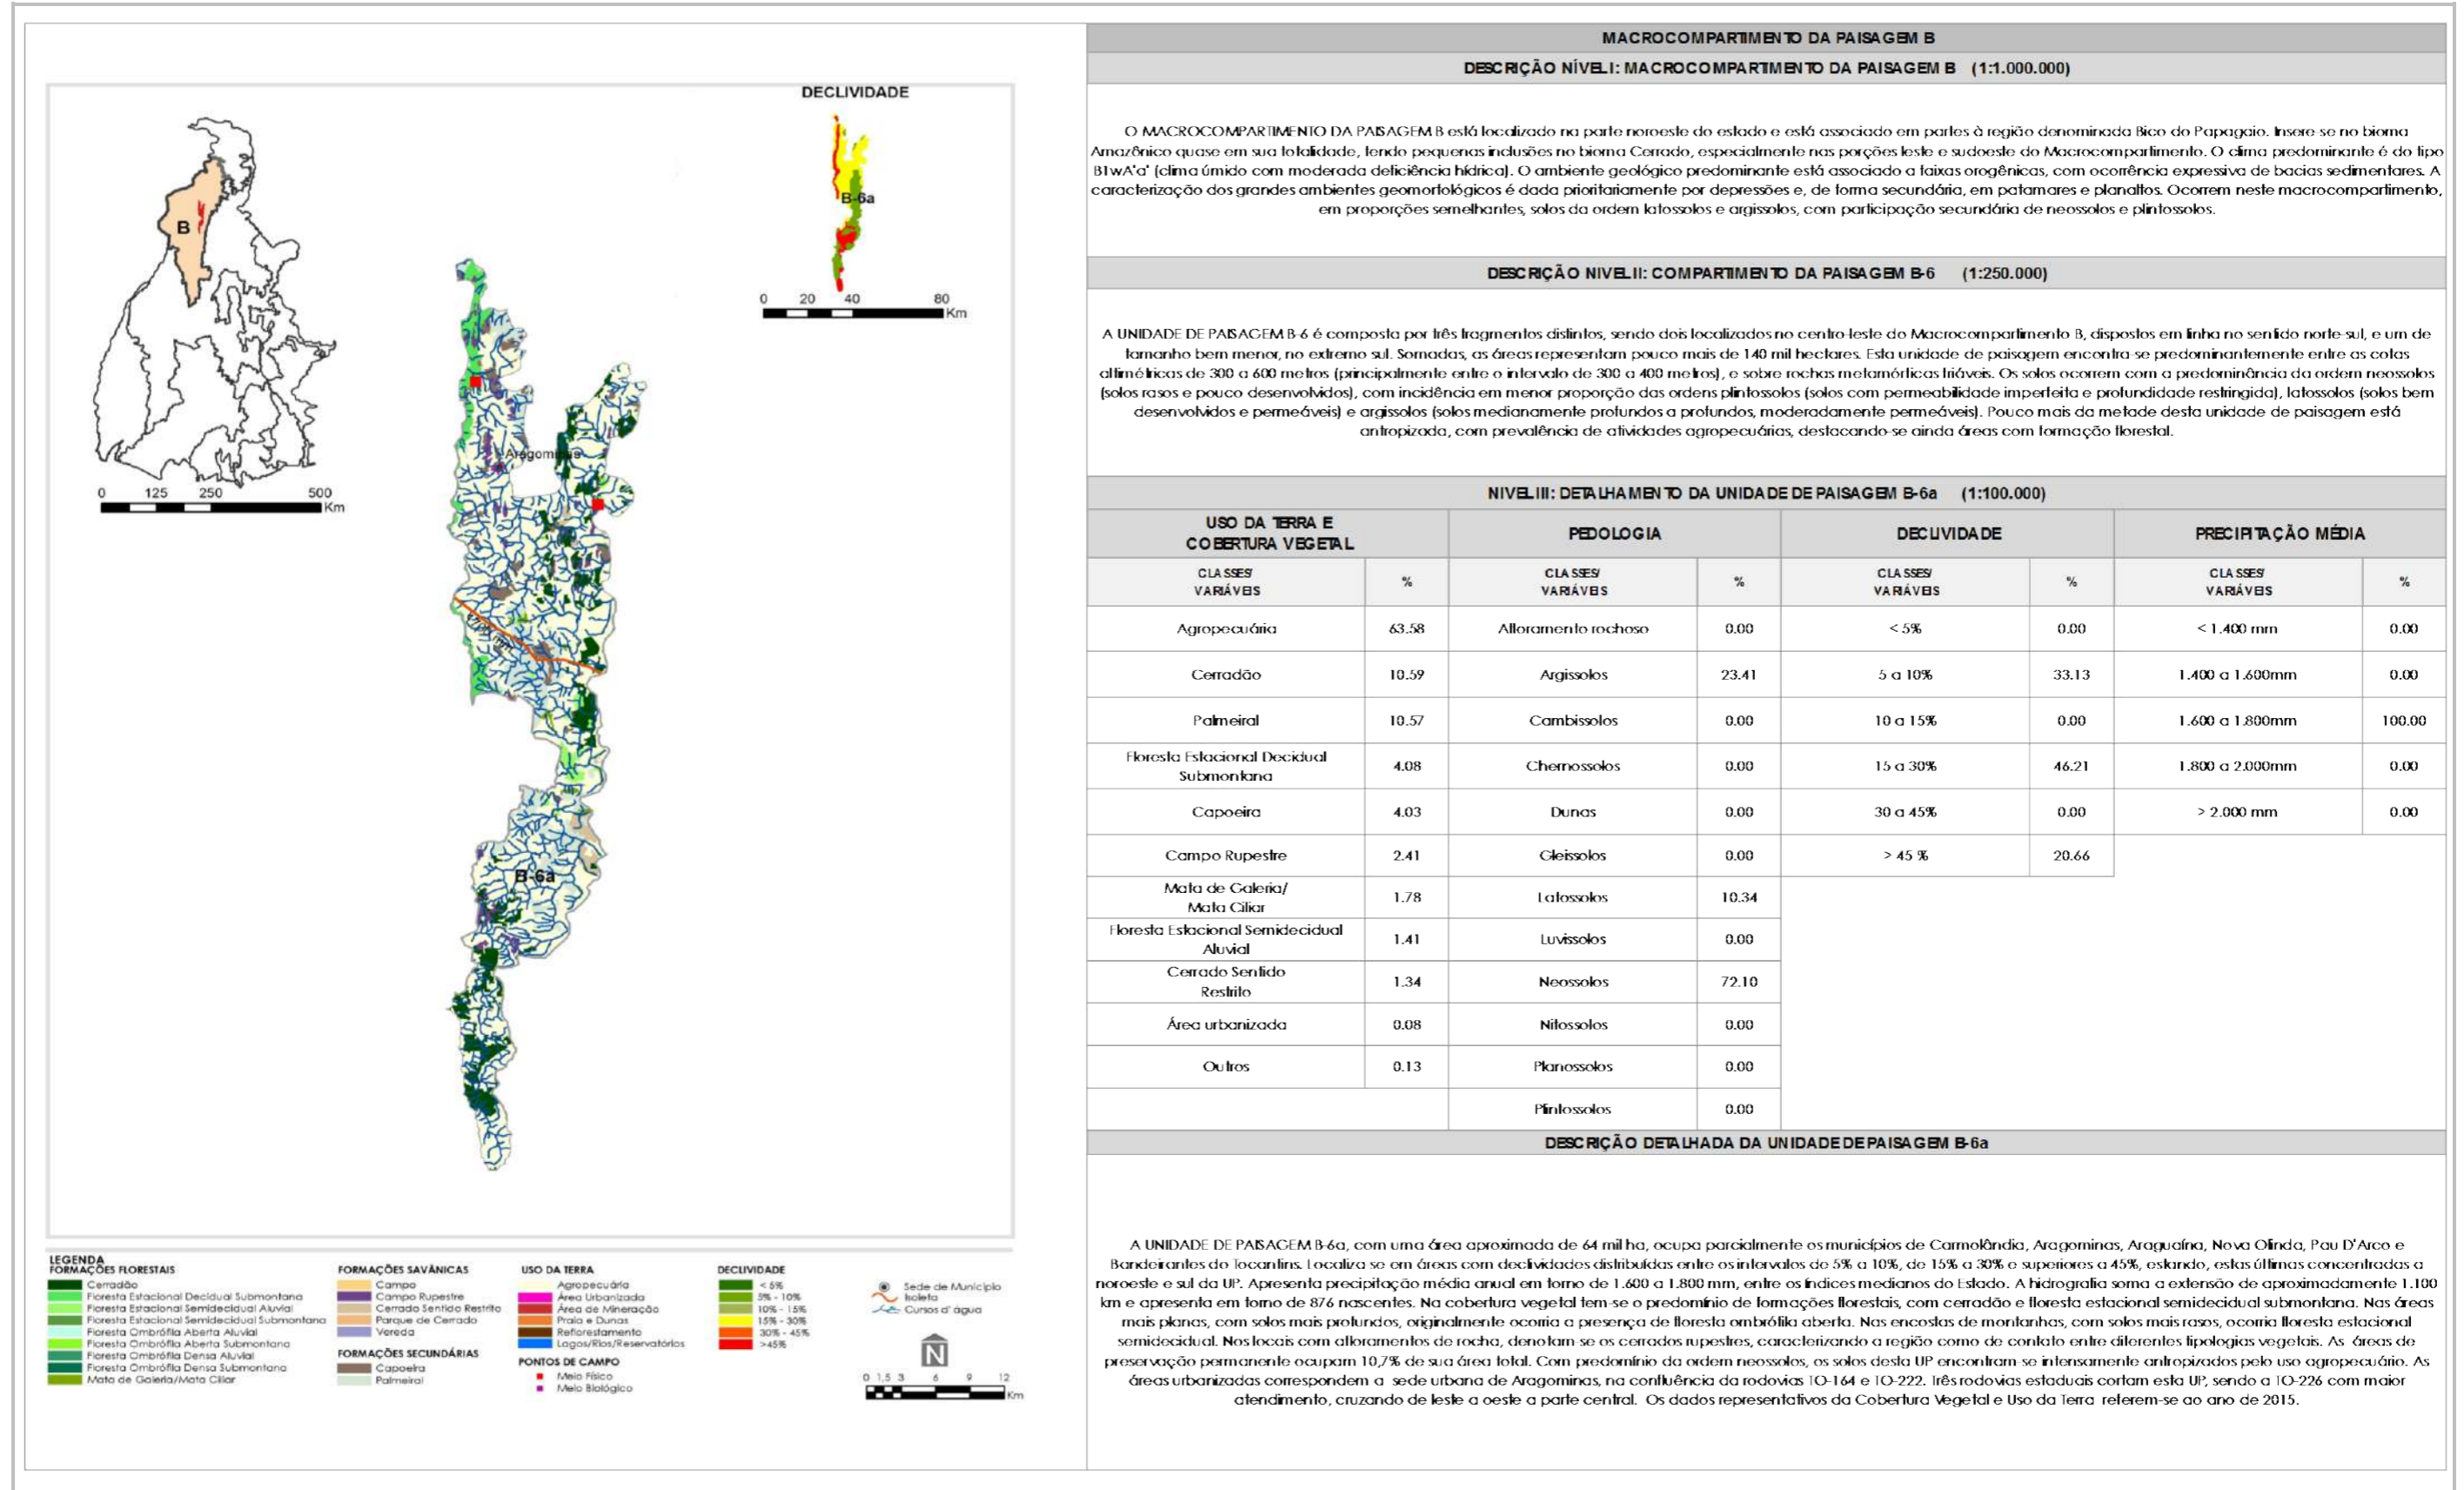 DECLIVIDADE
B
B-6a
0 20 40 80
Km
Aragominas
0 125 250 500
Km
B-6a
LEGENDA
FORMAÇÕES FLORESTAIS
Cerradão
Floresta Estacional Decidual Submontana
Floresta Estacional Semidecidual Aluvial
Floresta Estacional Semidecidual Submontana
Floresta Ombrófila Aberta Aluvial
Floresta Ombrófila Aberta Submontana
Floresta Ombrófila Densa Aluvial
Floresta Ombrófila Densa Submontana
Mata de Galeria/Mata Ciliar
FORMAÇÕES SAVÂNICAS
Campo
Campo Rupestre
Cerrado Sentido Restrito
Parque de Cerrado
Vereda
FORMAÇÕES SECUNDÁRIAS
Capoeira
Palmeiral
USO DA TERRA
Agropecuária
Área Urbanizada
Área de Mineração
Praia e Dunas
Reflorestamento
Lagos/Rios/Reservatórios
PONTOS DE CAMPO
Meio Físico
Meio Biológico
DECLIVIDADE
< 5%
5% - 10%
10% - 15%
15% - 30%
30% - 45%
>45%
Sede de Município
Isoieta
Cursos d' água
N
0 1,5 3 6 9 12
Km
MACROCOMPARTIMENTO DA PAISAGEM B
DESCRIÇÃO NÍVEL I: MACROCOMPARTIMENTO DA PAISAGEM B (1:1.000.000)
O MACROCOMPARTIMENTO DA PAISAGEM B está localizado na parte noroeste do estado e está associado em partes à região denominada Bico do Papagaio. Insere-se no bioma
Amazônico quase em sua totalidade, tendo pequenas inclusões no bioma Cerrado, especialmente nas porções leste e sudoeste do Macrocompartimento. O clima predominante é do tipo
B1wA'a' (clima úmido com moderada deficiência hídrica). O ambiente geológico predominante está associado a faixas orogênicas, com ocorrência expressiva de bacias sedimentares. A
caracterização dos grandes ambientes geomorfológicos é dada prioritariamente por depressões e, de forma secundária, em patamares e planaltos. Ocorrem neste macrocompartimento,
em proporções semelhantes, solos da ordem latossolos e argissolos, com participação secundária de neossolos e plintossolos.
DESCRIÇÃO NIVEL II: COMPARTIMENTO DA PAISAGEM B-6 (1:250.000)
A UNIDADE DE PAISAGEM B-6 é composta por três fragmentos distintos, sendo dois localizados no centro-leste do Macrocompartimento B, dispostos em linha no sentido norte-sul, e um de
tamanho bem menor, no extremo sul. Somadas, as áreas representam pouco mais de 140 mil hectares. Esta unidade de paisagem encontra-se predominantemente entre as cotas
altimétricas de 300 a 600 metros (principalmente entre o intervalo de 300 a 400 metros), e sobre rochas metamórficas friáveis. Os solos ocorrem com a predominância da ordem neossolos
(solos rasos e pouco desenvolvidos), com incidência em menor proporção das ordens plintossolos (solos com permeabilidade imperfeita e profundidade restringida), latossolos (solos bem
desenvolvidos e permeáveis) e argissolos (solos medianamente profundos a profundos, moderadamente permeáveis). Pouco mais da metade desta unidade de paisagem está
antropizada, com prevalência de atividades agropecuárias, destacando-se ainda áreas com formação florestal.
NIVEL III: DETALHAMENTO DA UNIDADE DE PAISAGEM B-6a (1:100.000)
USO DA TERRA E COBERTURA VEGETAL PEDOLOGIA DECLIVIDADE PRECIPITAÇÃO MÉDIA
CLASSES/ VARIÁVEIS % CLASSES/ VARIÁVEIS % CLASSES/ VARIÁVEIS % CLASSES/ VARIÁVEIS %
Agropecuária 63.58 Afloramento rochoso 0.00 < 5% 0.00 < 1.400 mm 0.00
Cerradão 10.59 Argissolos 23.41 5 a 10% 33.13 1.400 a 1.600mm 0.00
Palmeiral 10.57 Cambissolos 0.00 10 a 15% 0.00 1.600 a 1.800mm 100.00
Floresta Estacional Decidual Submontana 4.08 Chernossolos 0.00 15 a 30% 46.21 1.800 a 2.000mm 0.00
Capoeira 4.03 Dunas 0.00 30 a 45% 0.00 > 2.000 mm 0.00
Campo Rupestre 2.41 Gleissolos 0.00 > 45 % 20.66
Mata de Galeria/ Mata Ciliar 1.78 Latossolos 10.34
Floresta Estacional Semidecidual Aluvial 1.41 Luvissolos 0.00
Cerrado Sentido Restrito 1.34 Neossolos 72.10
Área urbanizada 0.08 Nitossolos 0.00
Outros 0.13 Planossolos 0.00
Plintossolos 0.00
DESCRIÇÃO DETALHADA DA UNIDADE DE PAISAGEM B-6a
A UNIDADE DE PAISAGEM B-6a, com uma área aproximada de 64 mil ha, ocupa parcialmente os municípios de Carmolândia, Aragominas, Araguaína, Nova Olinda, Pau D'Arco e
Bandeirantes do Tocantins. Localiza-se em áreas com declividades distribuídas entre os intervalos de 5% a 10%, de 15% a 30% e superiores a 45%, estando, estas últimas concentradas a
noroeste e sul da UP. Apresenta precipitação média anual em torno de 1.600 a 1.800 mm, entre os índices medianos do Estado. A hidrografia soma a extensão de aproximadamente 1.100
km e apresenta em torno de 876 nascentes. Na cobertura vegetal tem-se o predomínio de formações florestais, com cerradão e floresta estacional semidecidual submontana. Nas áreas
mais planas, com solos mais profundos, originalmente ocorria a presença de floresta ombrófila aberta. Nas encostas de montanhas, com solos mais rasos, ocorria floresta estacional
semidecidual. Nos locais com afloramentos de rocha, denotam-se os cerrados rupestres, caracterizando a região como de contato entre diferentes tipologias vegetais. As áreas de
preservação permanente ocupam 10,7% de sua área total. Com predomínio da ordem neossolos, os solos desta UP encontram-se intensamente antropizados pelo uso agropecuário. As
áreas urbanizadas correspondem a sede urbana de Aragominas, na confluência da rodovias TO-164 e TO-222. Três rodovias estaduais cortam esta UP, sendo a TO-226 com maior
atendimento, cruzando de leste a oeste a parte central. Os dados representativos da Cobertura Vegetal e Uso da Terra referem-se ao ano de 2015.